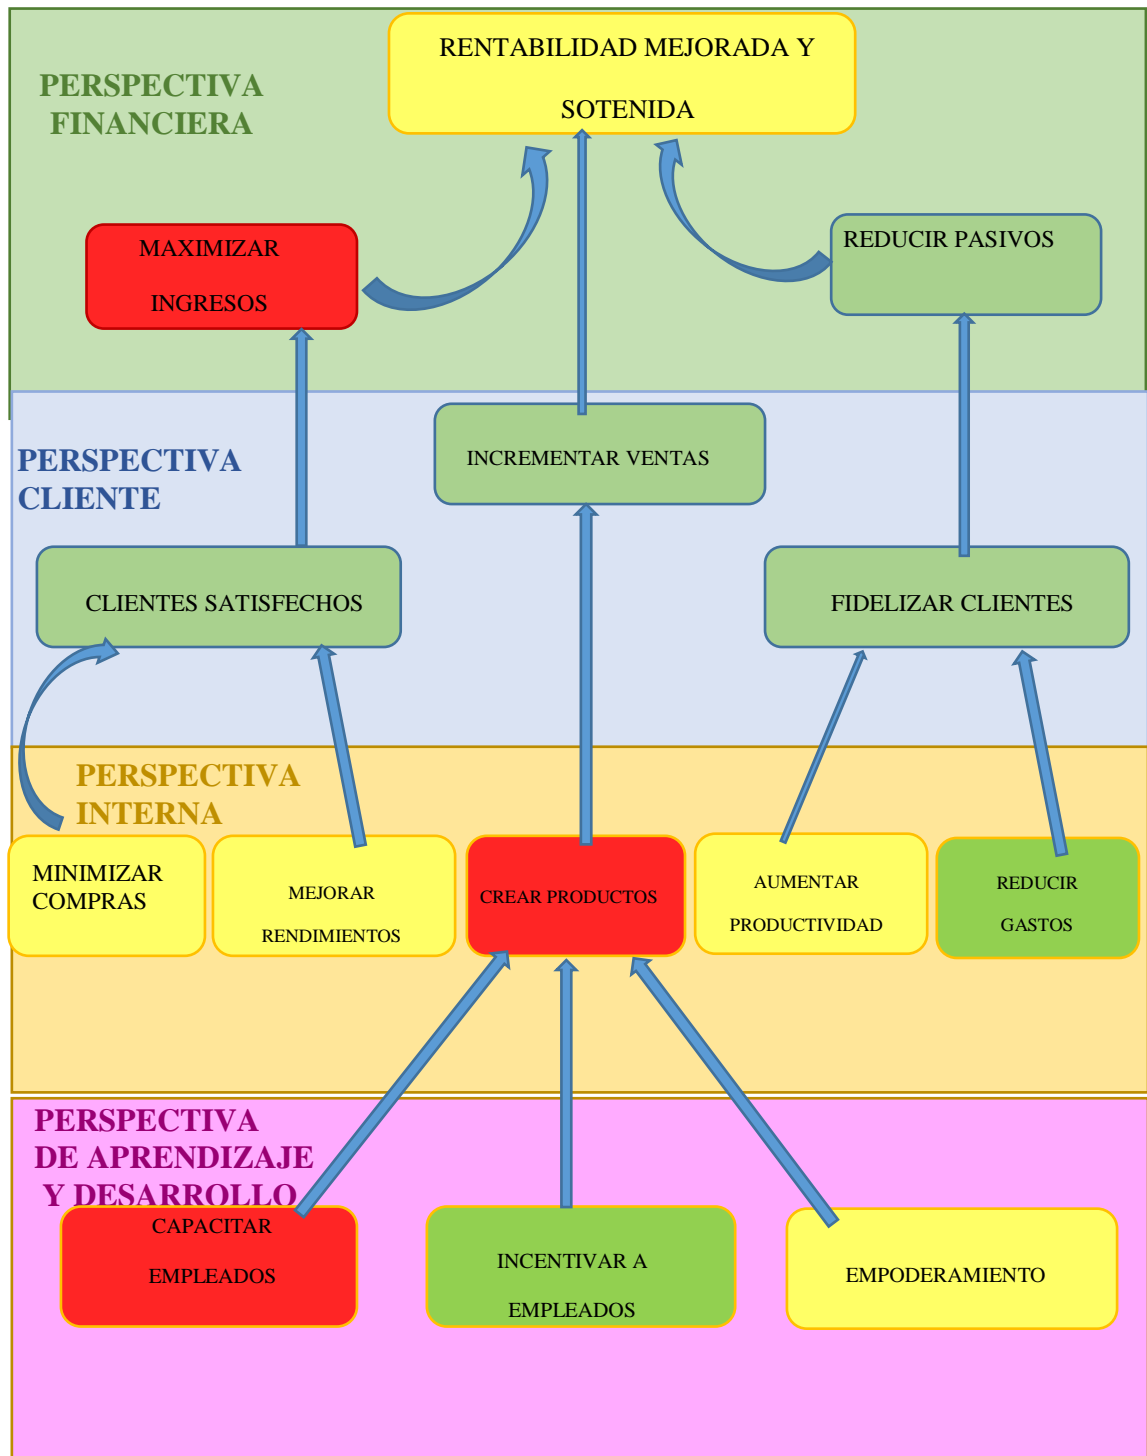 RENTABILIDAD MEJORADA Y
SOTENIDA
PERSPECTIVA
FINANCIERA
MAXIMIZAR
INGRESOS
REDUCIR PASIVOS
PERSPECTIVA
CLIENTE
INCREMENTAR VENTAS
CLIENTES SATISFECHOS
FIDELIZAR CLIENTES
PERSPECTIVA
INTERNA
MINIMIZAR
COMPRAS
MEJORAR
RENDIMIENTOS
CREAR PRODUCTOS
AUMENTAR
PRODUCTIVIDAD
REDUCIR
GASTOS
PERSPECTIVA
DE APRENDIZAJE
Y DESARROLLO
CAPACITAR
EMPLEADOS
INCENTIVAR A
EMPLEADOS
EMPODERAMIENTO